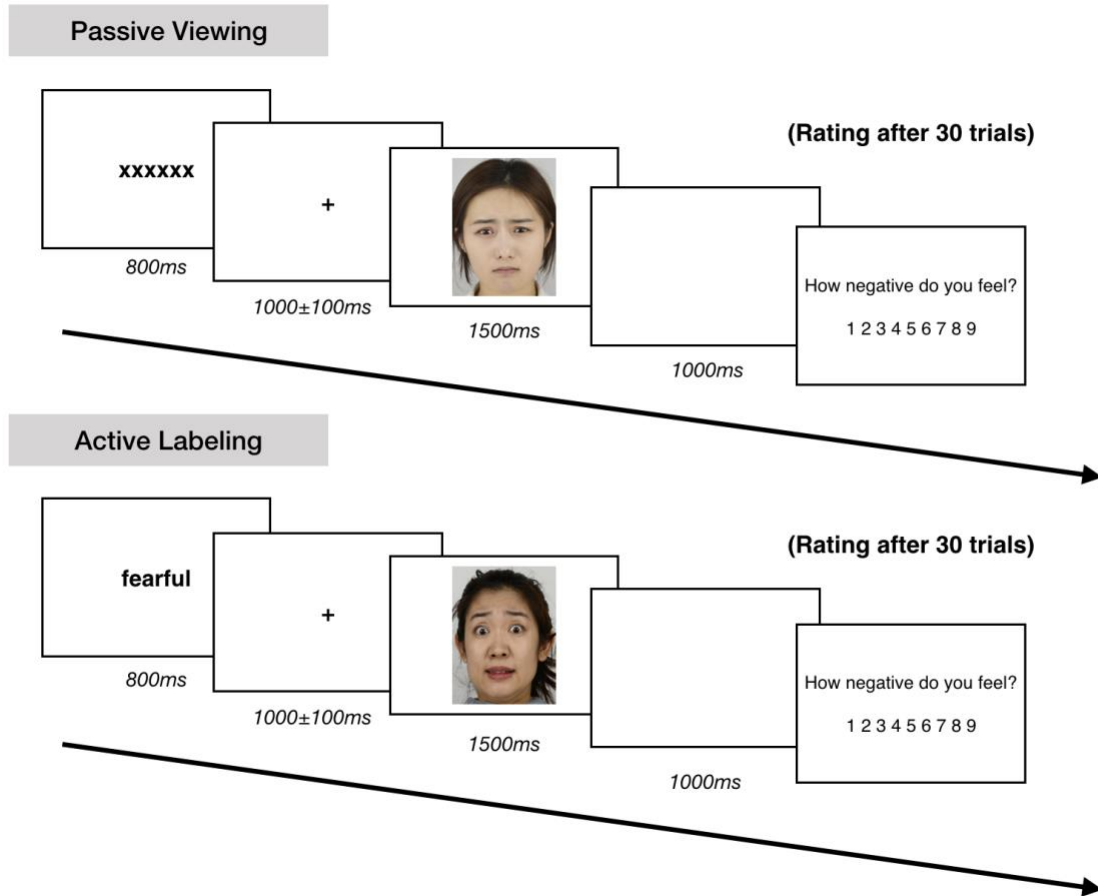 Passive Viewing
(Rating after 30 trials)
xxxxxx
+
800ms
1000±100ms
1500ms
1000ms
How negative do you feel?
1 2 3 4 5 6 7 8 9
Active Labeling
(Rating after 30 trials)
fearful
+
800ms
1000±100ms
1500ms
1000ms
How negative do you feel?
1 2 3 4 5 6 7 8 9